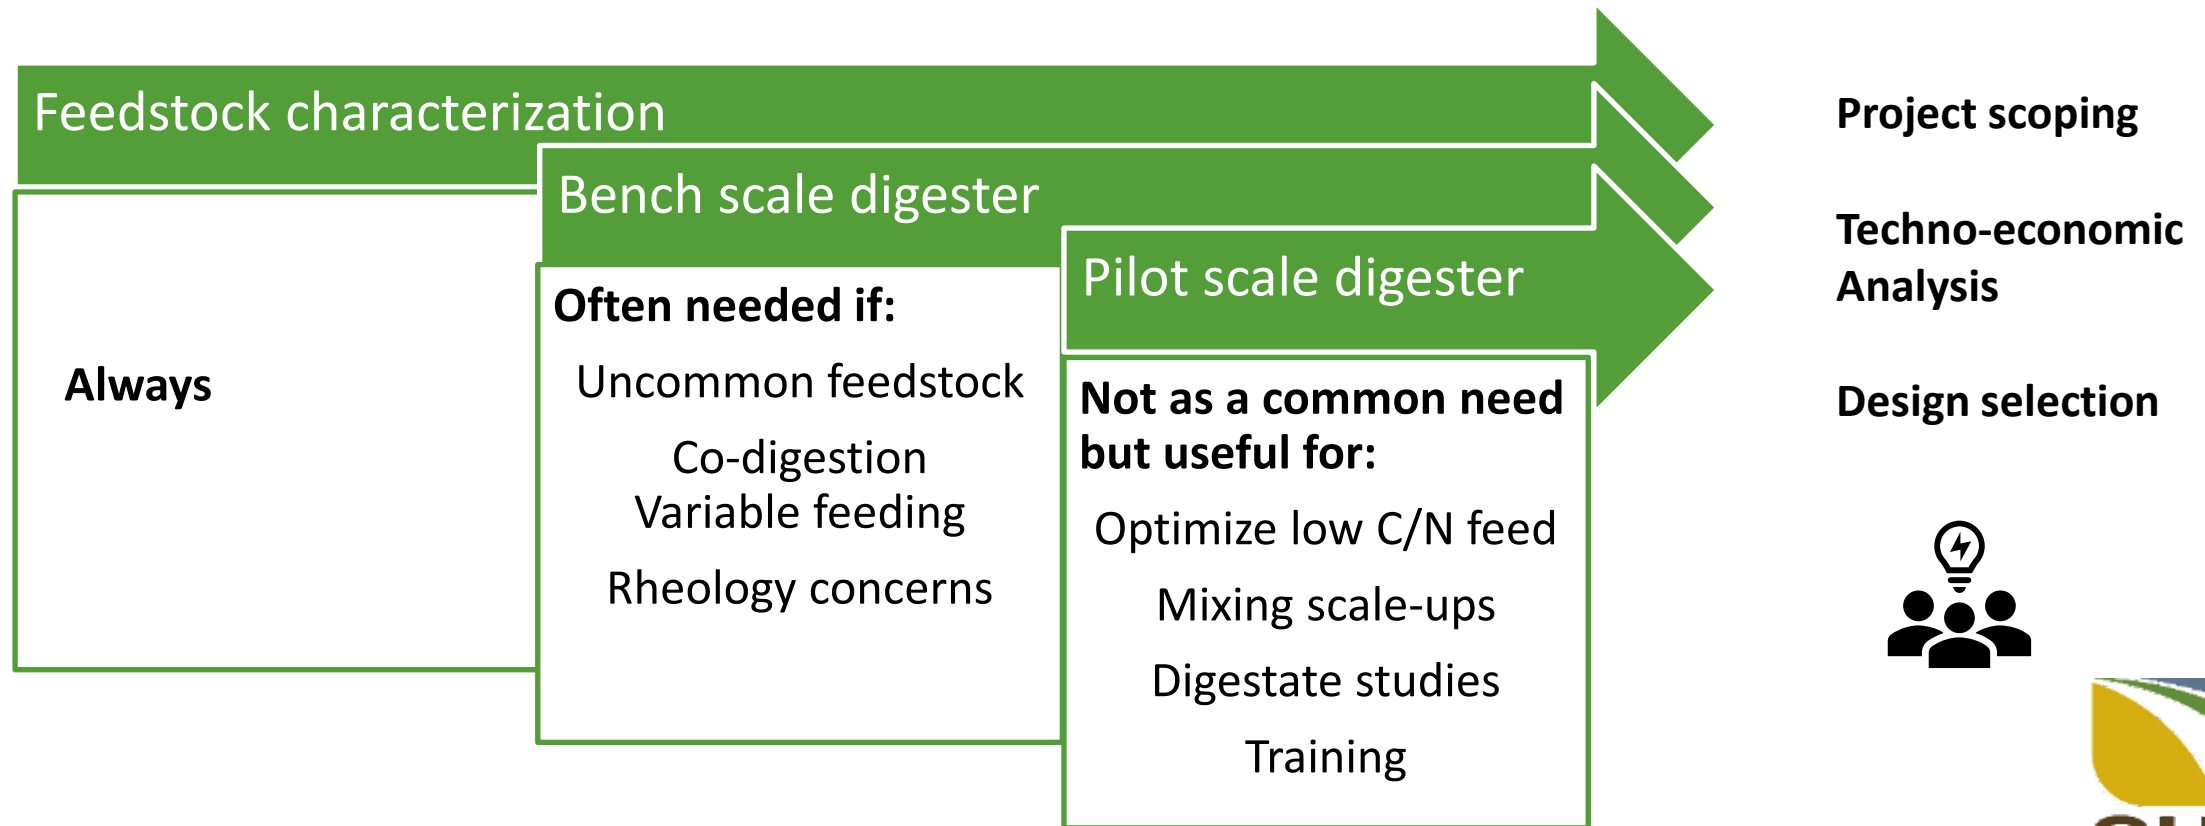 Feedstock characterization
Always
Bench scale digester
Often needed if:
Uncommon feedstock
Co-digestion
Variable feeding
Rheology concerns
Pilot scale digester
Not as a common need
but useful for:
Optimize low C/N feed
Mixing scale-ups
Digestate studies
Training
Project scoping
Techno-economic
Analysis
Design selection